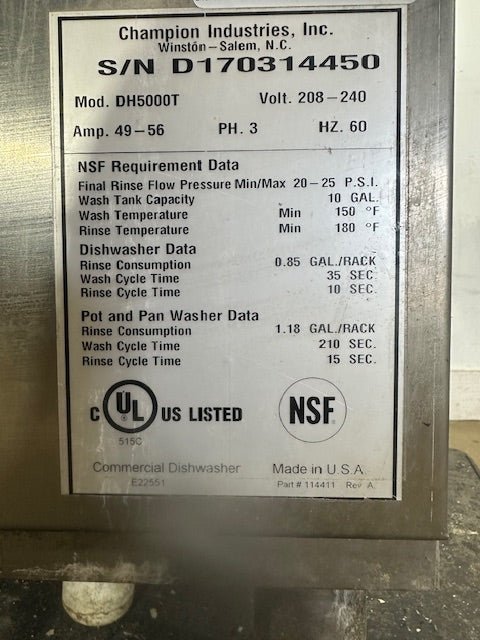 Champion Industries, Inc.
Winston-Salem, N.C.
S/N D170314450
Mod. DH5000T Volt. 208-240
Amp. 49-56 PH. 3 HZ. 60
NSF Requirement Data
Final Rinse Flow Pressure Min/Max 20-25 P.S.I.
Wash Tank Capacity 10 GAL.
Wash Temperature Min 150 °F
Rinse Temperature Min 180 °F
Dishwasher Data
Rinse Consumption 0.85 GAL./RACK
Wash Cycle Time 35 SEC.
Rinse Cycle Time 10 SEC.
Pot and Pan Washer Data
Rinse Consumption 1.18 GAL./RACK
Wash Cycle Time 210 SEC.
Rinse Cycle Time 15 SEC.
C UL US LISTED NSF
515C
Commercial Dishwasher Made in U.S.A.
E22551 Part # 114411 Rev A.